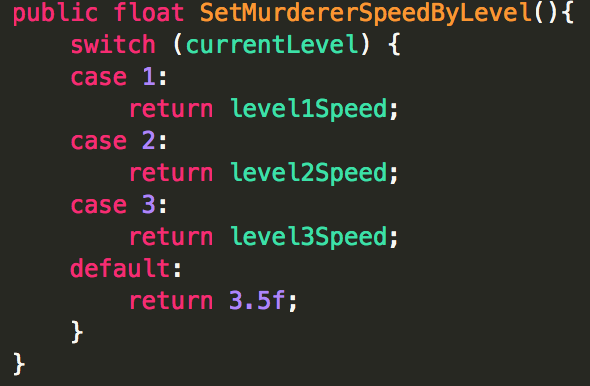 public float SetMurdererSpeedByLevel(){
    switch (currentLevel) {
    case 1:
        return level1Speed;
    case 2:
        return level2Speed;
    case 3:
        return level3Speed;
    default:
        return 3.5f;
    }
}